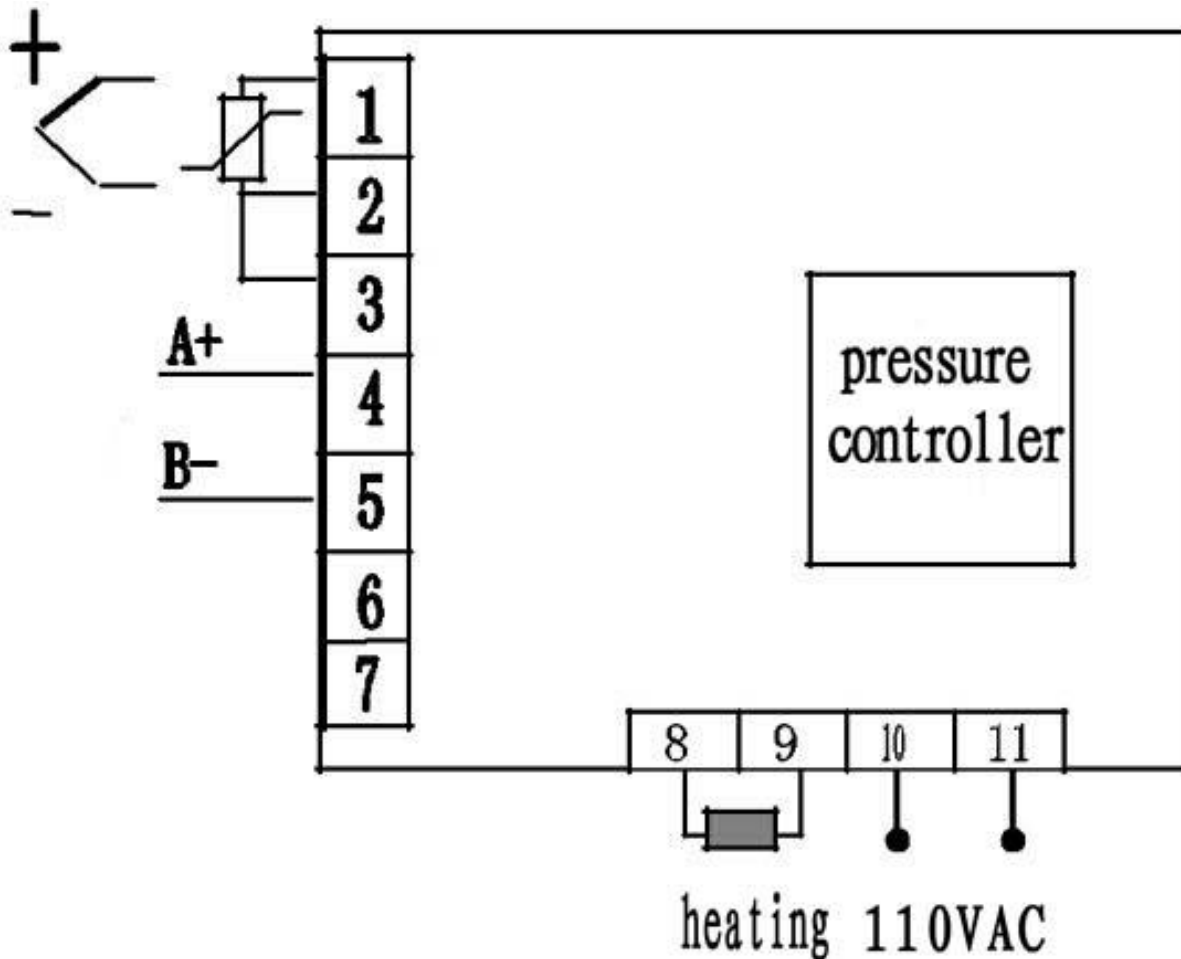 +
-
1
2
3
A+
4
B-
5
6
7
pressure
controller
8 9 10 11
heating 110VAC